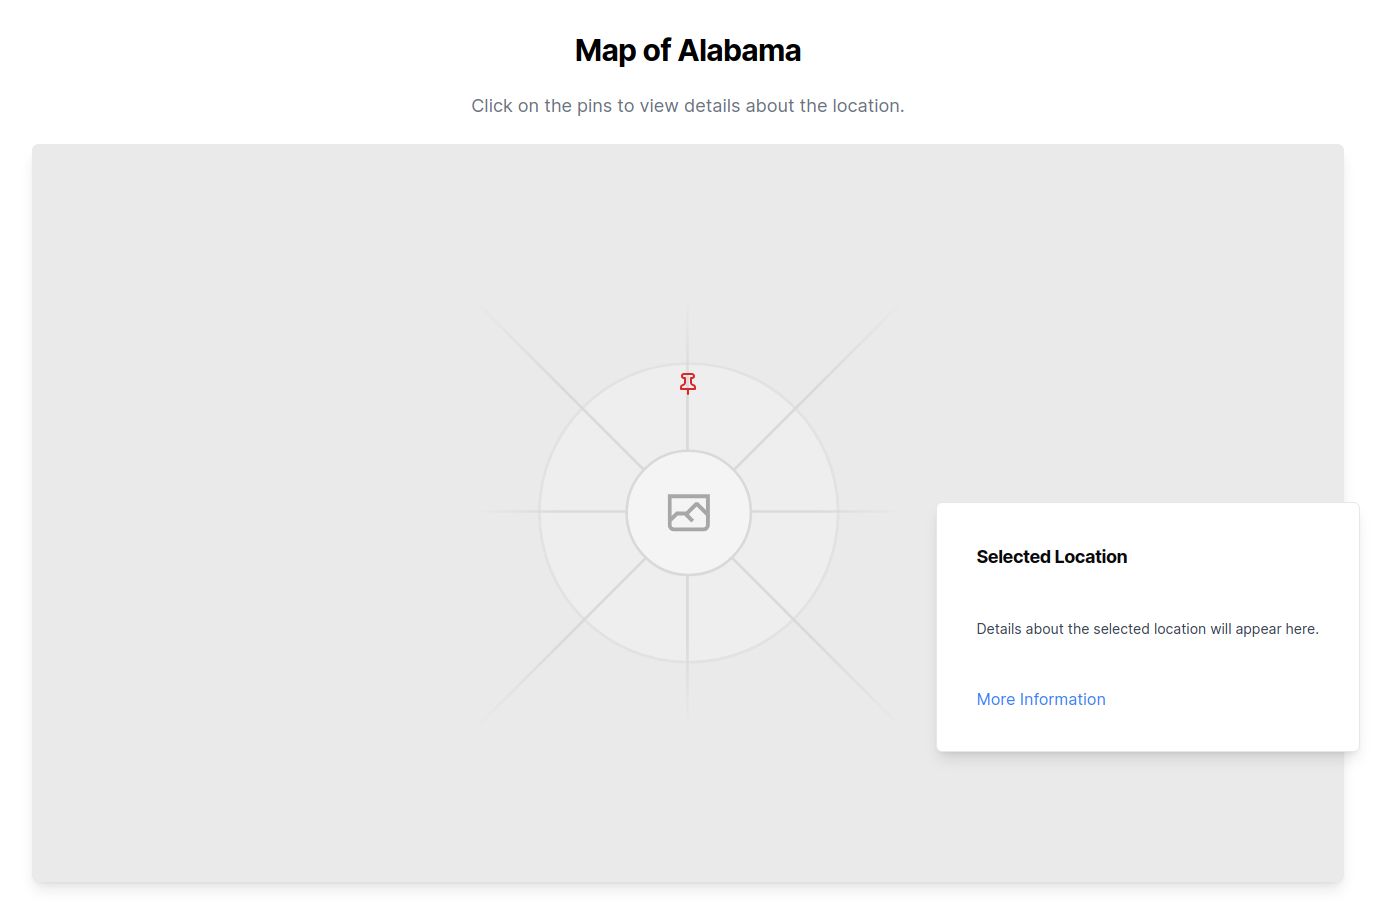 Map of Alabama
Click on the pins to view details about the location.
Selected Location
Details about the selected location will appear here.
More Information